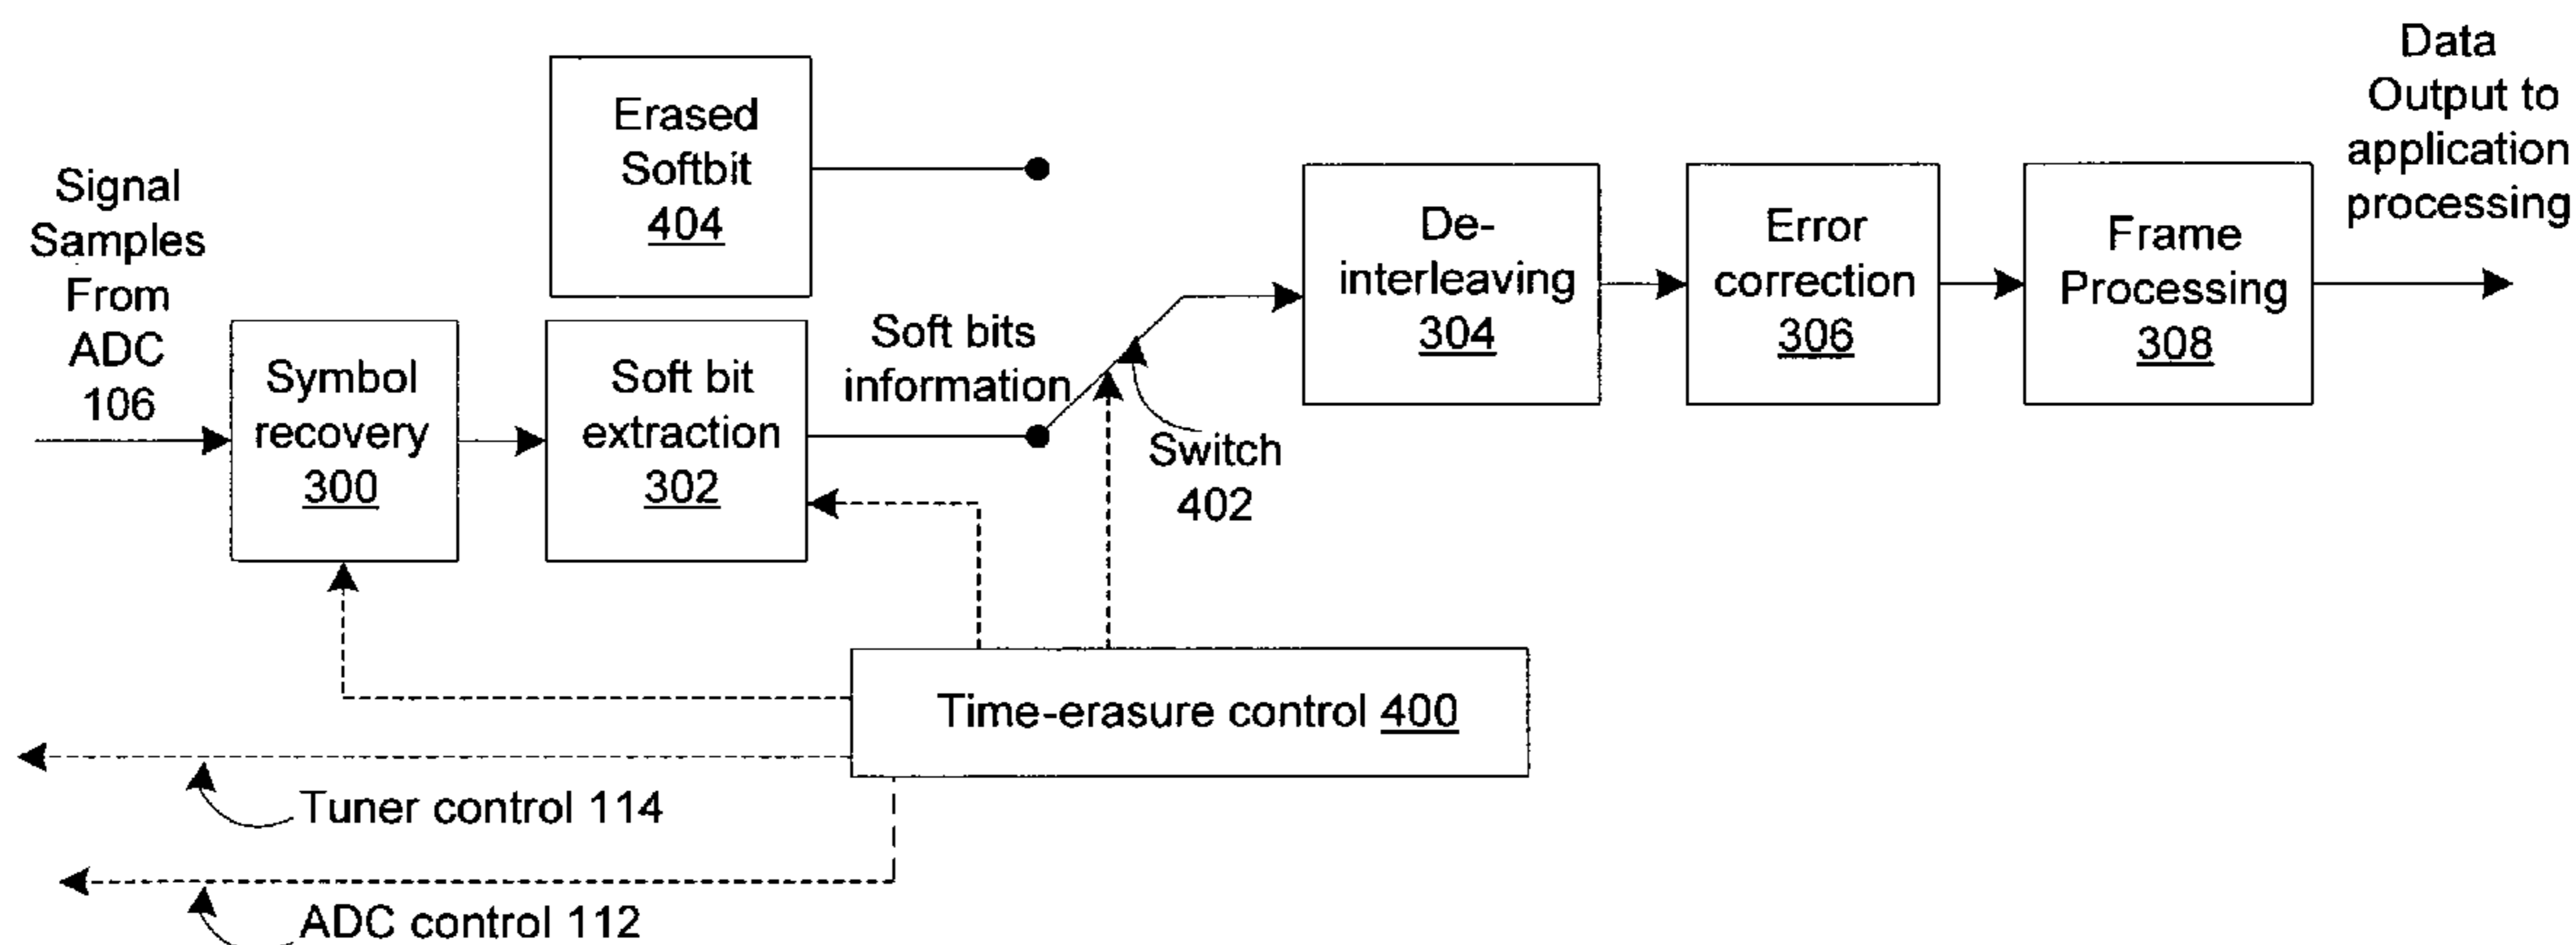 Signal
Samples
From
ADC
106
Symbol
recovery
300
Erased
Softbit
404
Soft bit
extraction
302
Soft bits
information
Switch
402
De-
interleaving
304
Error
correction
306
Frame
Processing
308
Data
Output to
application
processing
Time-erasure control 400
Tuner control 114
ADC control 112